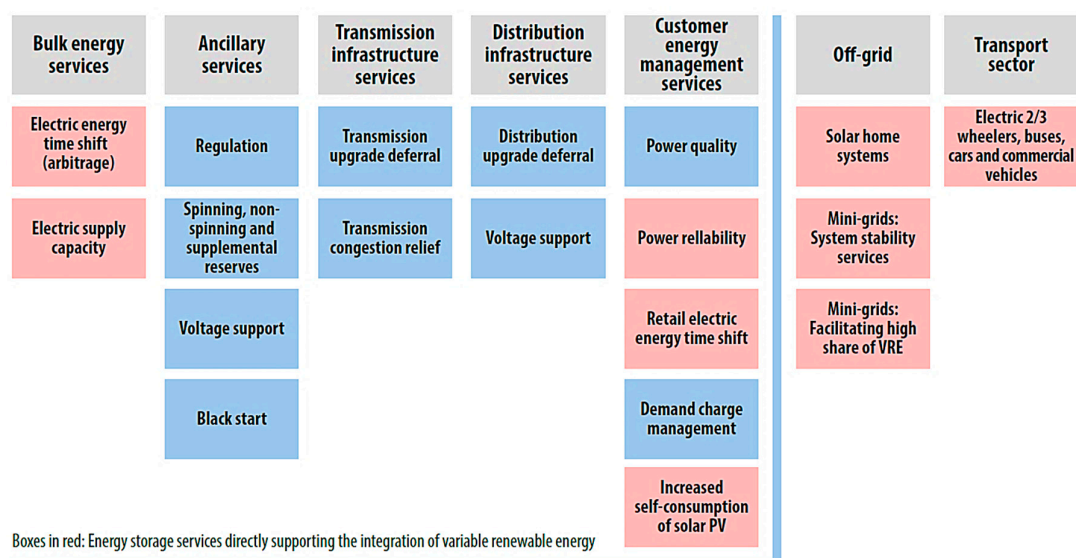 Bulk energy
services
Ancillary
services
Transmission
infrastructure
services
Distribution
infrastructure
services
Customer
energy
management
services
Off-grid
Transport
sector
Electric energy
time shift
(arbitrage)
Electric supply
capacity
Regulation
Spinning, non-
spinning and
supplemental
reserves
Voltage support
Black start
Transmission
upgrade deferral
Transmission
congestion relief
Distribution
upgrade deferral
Voltage support
Power quality
Power rellability
Retail electric
energy time shift
Demand charge
management
Increased
self-consumption
of solar PV
Solar home
systems
Mini-grids:
System stability
services
Mini-grids:
Facilitating high
share of VRE
Electric 2/3
wheelers, buses,
cars and commercial
vehicles
Boxes in red: Energy storage services directly supporting the integration of variable renewable energy